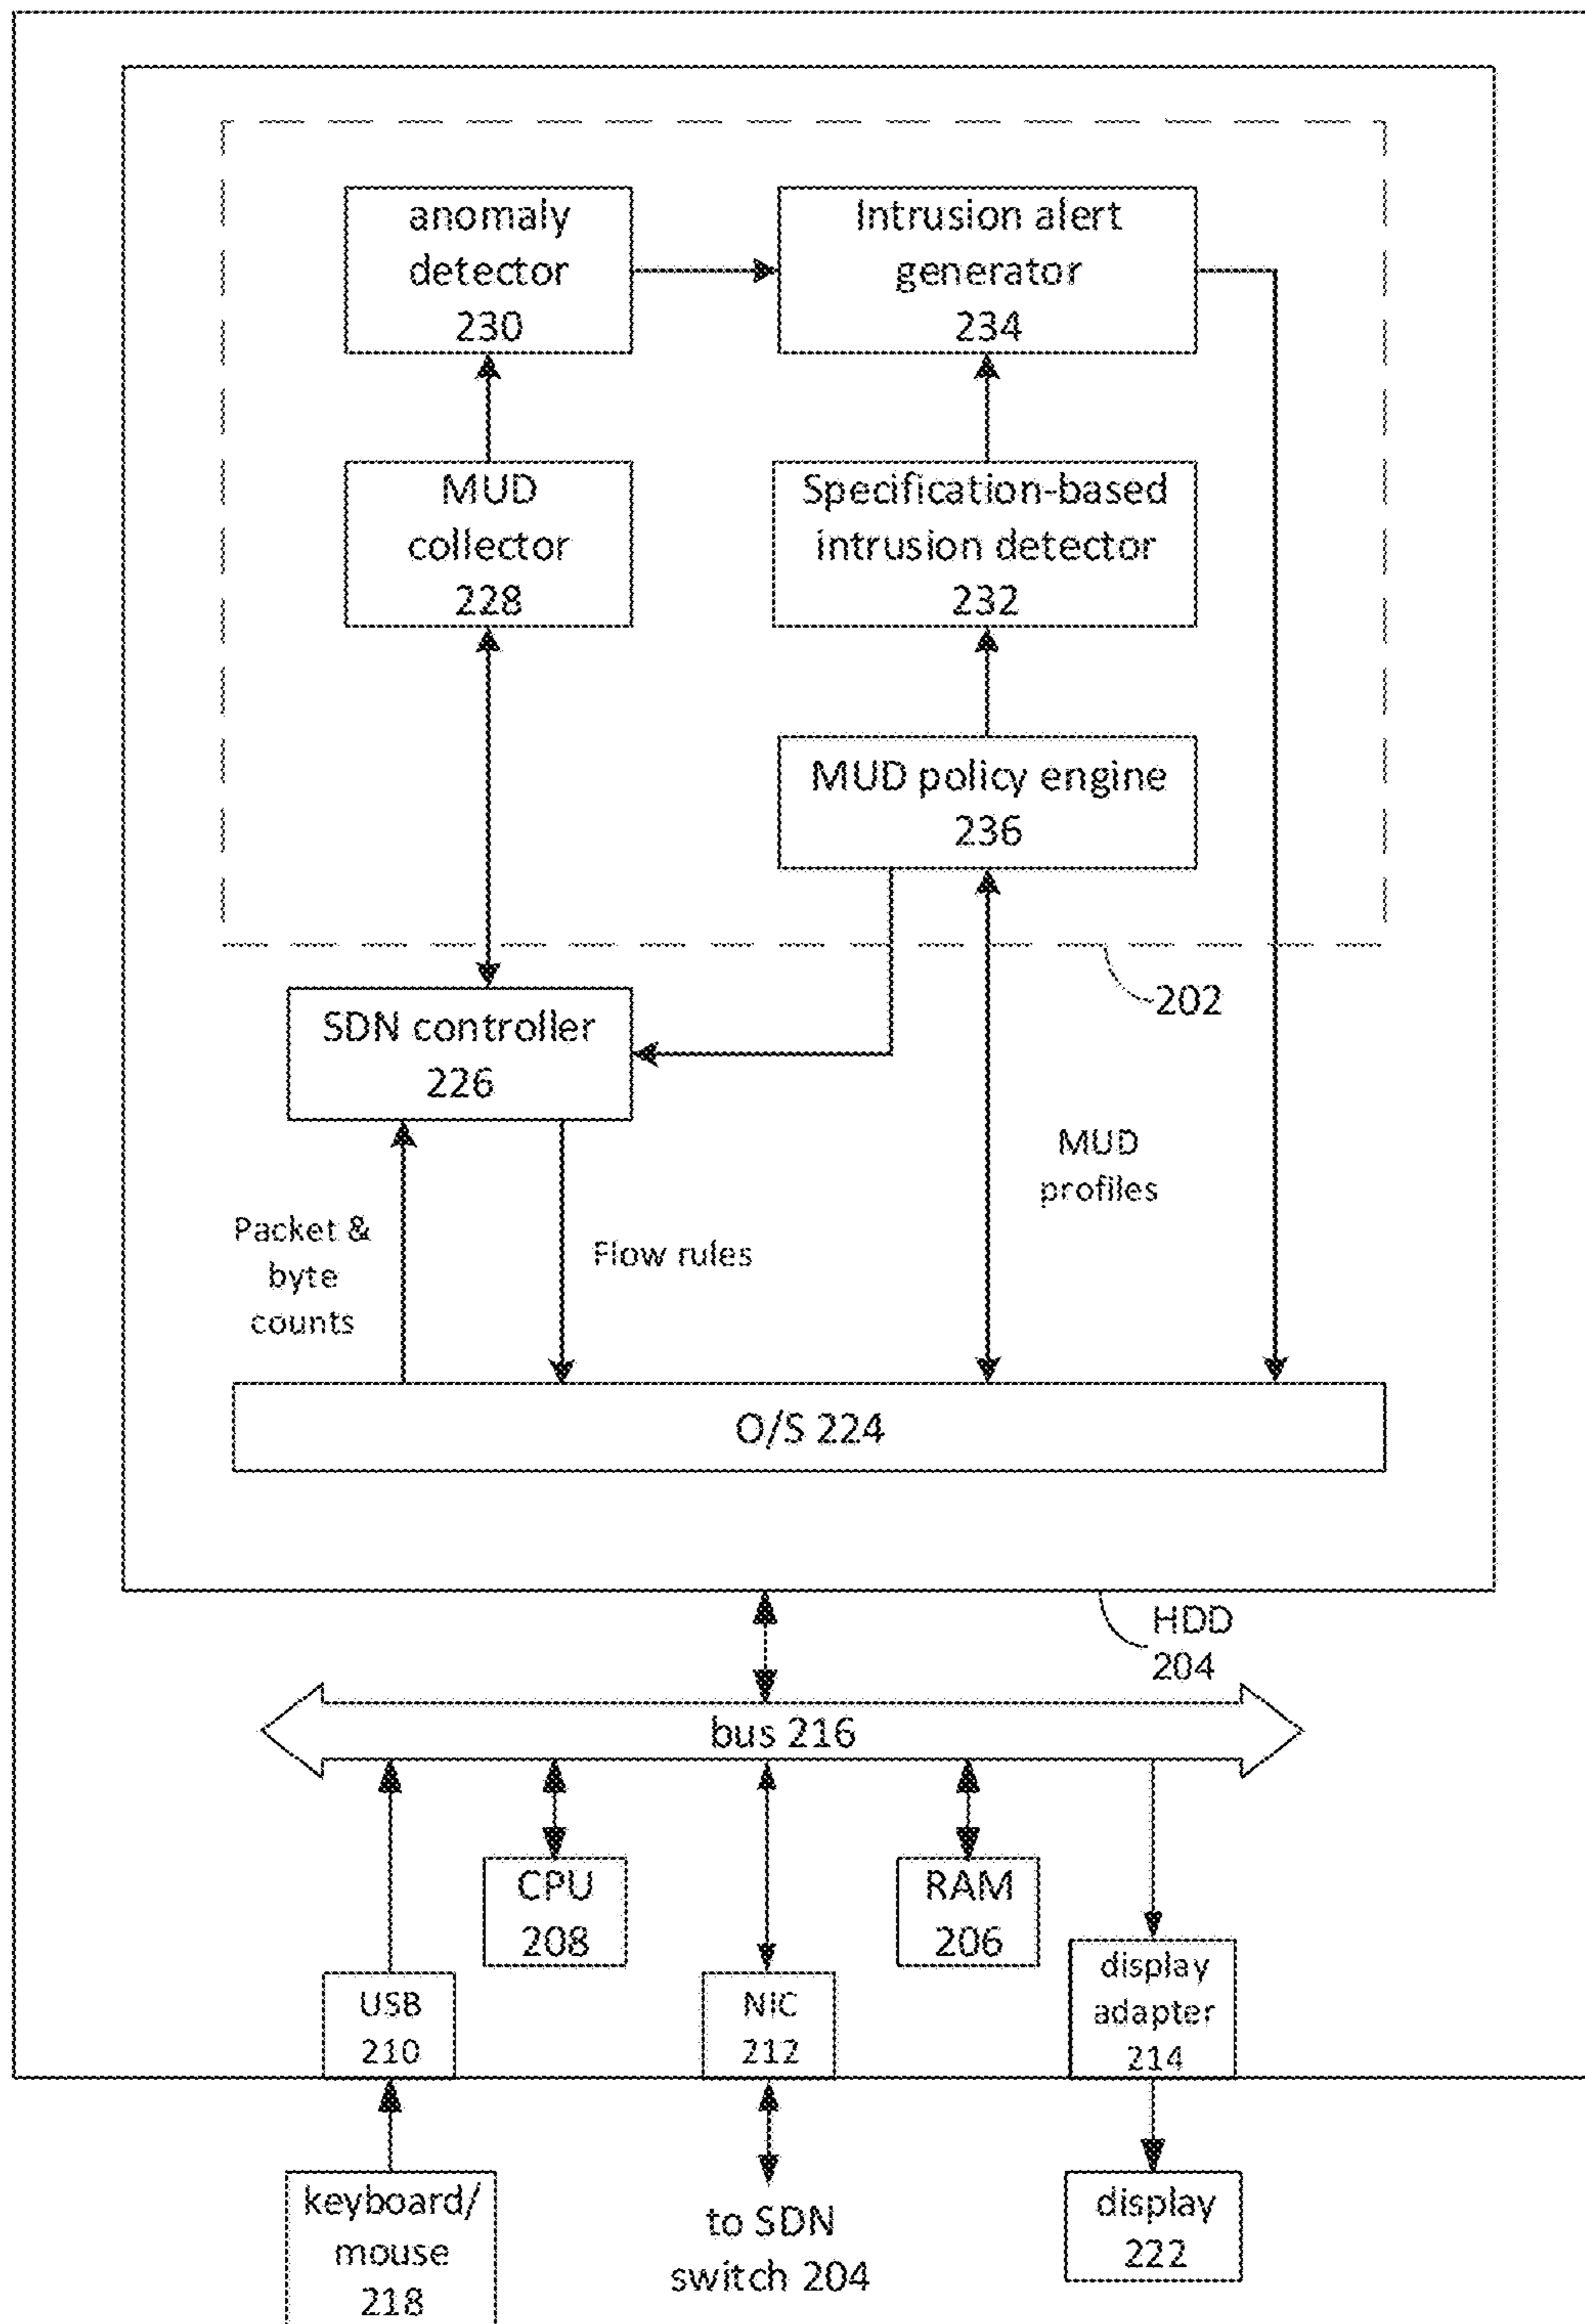 anomaly
detector
230
Intrusion alert
generator
234
MUD
collector
228
Specification-based
intrusion detector
232
MUD policy engine
236
202
SDN controller
226
MUD
profiles
Packet &
byte
counts
Flow rules
O/S 224
HDD
204
bus 216
CPU
208
RAM
206
USB
210
NIC
212
display
adapter
214
keyboard/
mouse
218
to SDN
switch 204
display
222